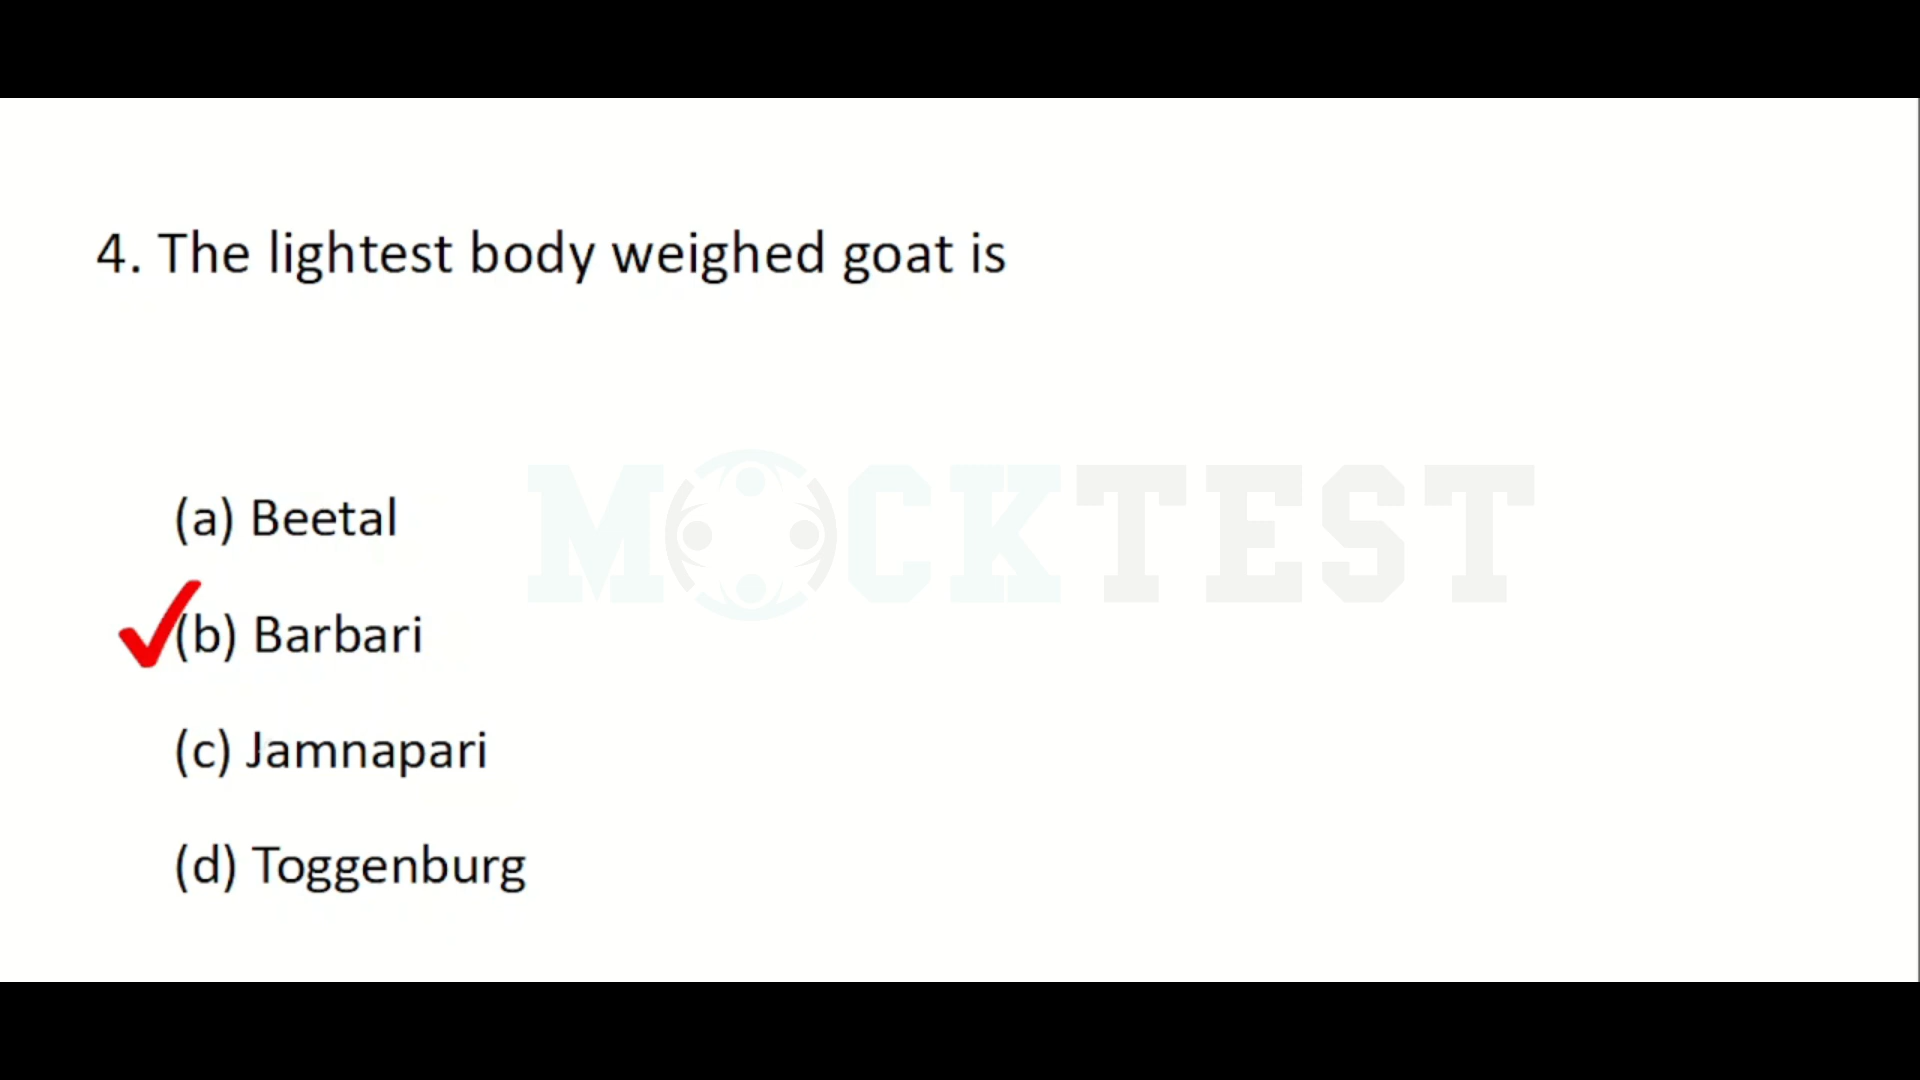 4. The lightest body weighed goat is
MOCKTEST
(a) Beetal
(b) Barbari
(c) Jamnapari
(d) Toggenburg